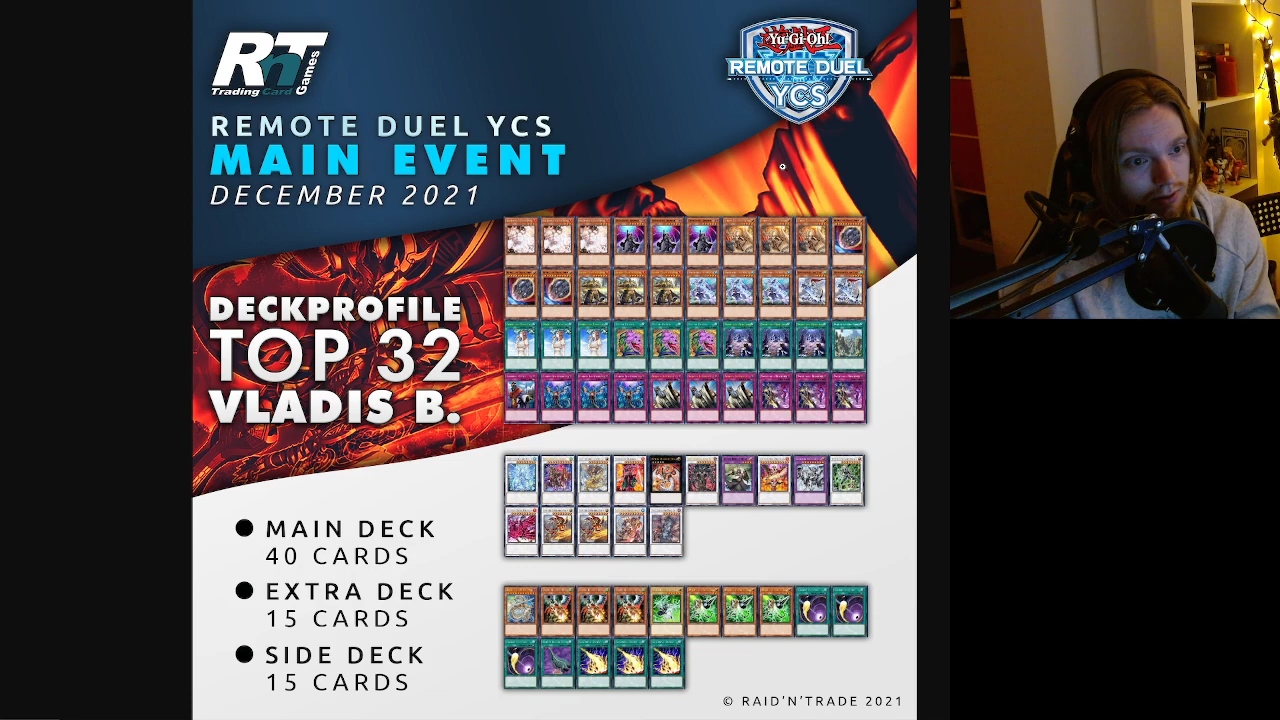 RnT
Trading Card Games
Yu-Gi-Oh!
REMOTE DUEL
YCS
REMOTE DUEL YCS
MAIN EVENT
DECEMBER 2021
DECKPROFILE
TOP 32
VLADIS B.
● MAIN DECK
40 CARDS
● EXTRA DECK
15 CARDS
● SIDE DECK
15 CARDS
© RAID'N'TRADE 2021